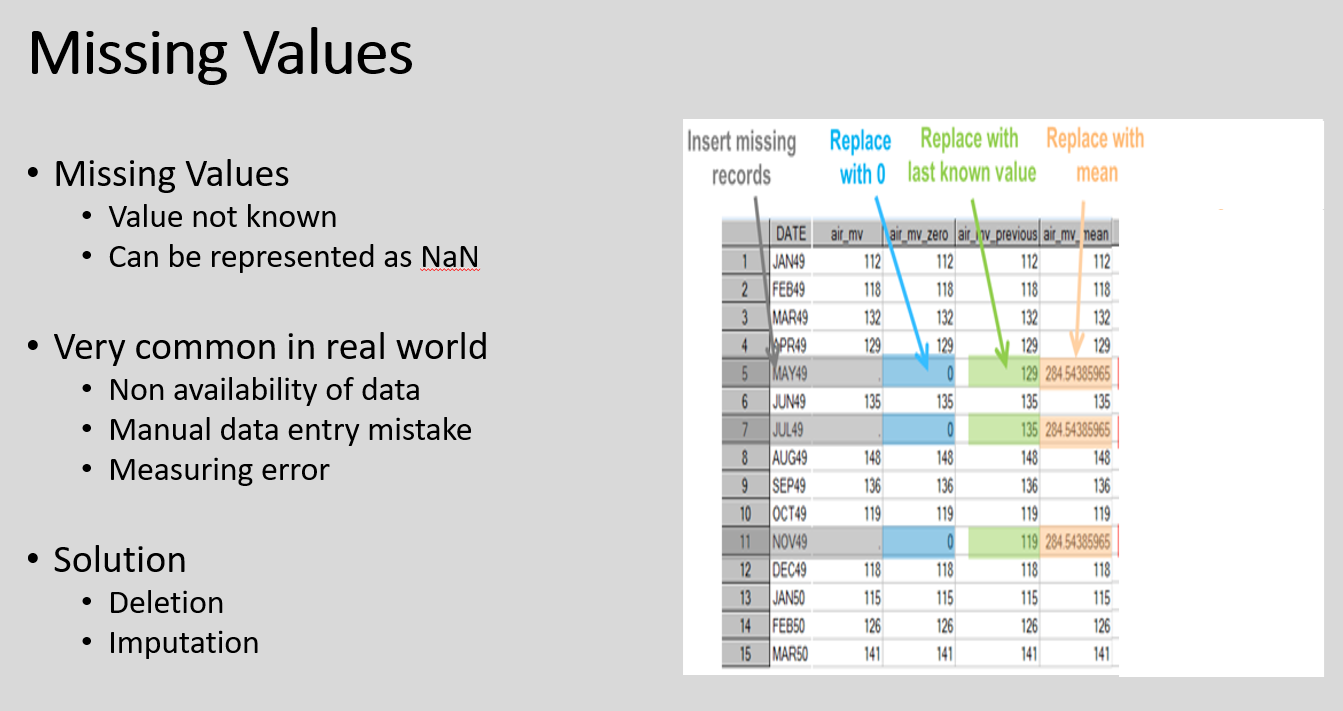 Missing Values
• Missing Values
• Value not known
• Can be represented as NaN
• Very common in real world
• Non availability of data
• Manual data entry mistake
• Measuring error
• Solution
• Deletion
• Imputation
Insert missing records
Replace with 0
Replace with last known value
Replace with mean
DATE air_mv air_mv_zero air_mv_previous air_mv_mean
1 JAN49 112 112 112 112
2 FEB49 118 118 118 118
3 MAR49 132 132 132 132
4 APR49 129 129 129 129
5 MAY49 . 0 129 284.54385965
6 JUN49 135 135 135 135
7 JUL49 . 0 135 284.54385965
8 AUG49 148 148 148 148
9 SEP49 136 136 136 136
10 OCT49 119 119 119 119
11 NOV49 . 0 119 284.54385965
12 DEC49 118 118 118 118
13 JAN50 115 115 115 115
14 FEB50 126 126 126 126
15 MAR50 141 141 141 141